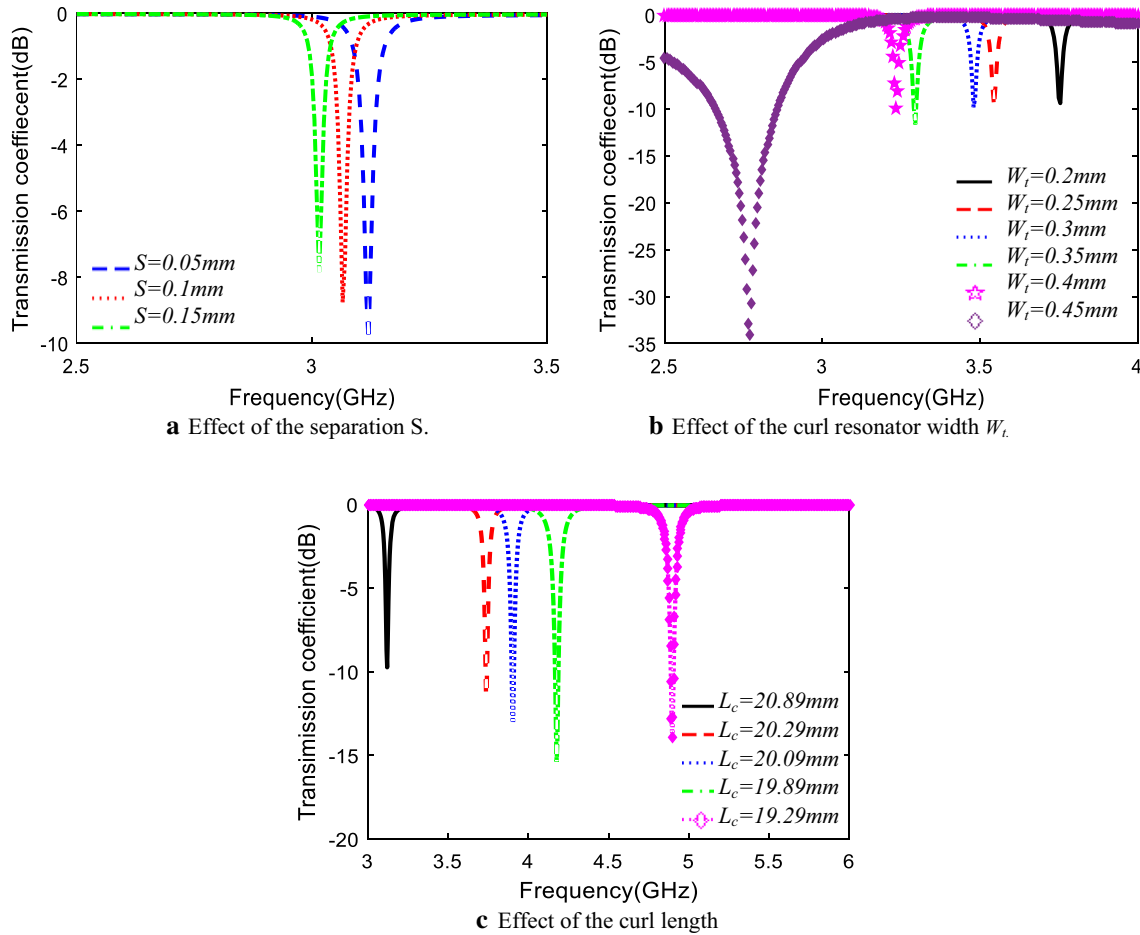 Transmission coeffiecent(dB)
0
-2
-4
-6
-8
-10
S=0.05mm
S=0.1mm
S=0.15mm
2.5
3
3.5
Frequency(GHz)
a Effect of the separation S.
Transmission coeffiecent(dB)
0
-5
-10
-15
-20
-25
-30
-35
Wt=0.2mm
Wt=0.25mm
Wt=0.3mm
Wt=0.35mm
Wt=0.4mm
Wt=0.45mm
2.5
3
3.5
4
Frequency(GHz)
b Effect of the curl resonator width Wt.
Transimission coefficient(dB)
0
-5
-10
-15
-20
Lc=20.89mm
Lc=20.29mm
Lc=20.09mm
Lc=19.89mm
Lc=19.29mm
3
3.5
4
4.5
5
5.5
6
Frequency(GHz)
c Effect of the curl length